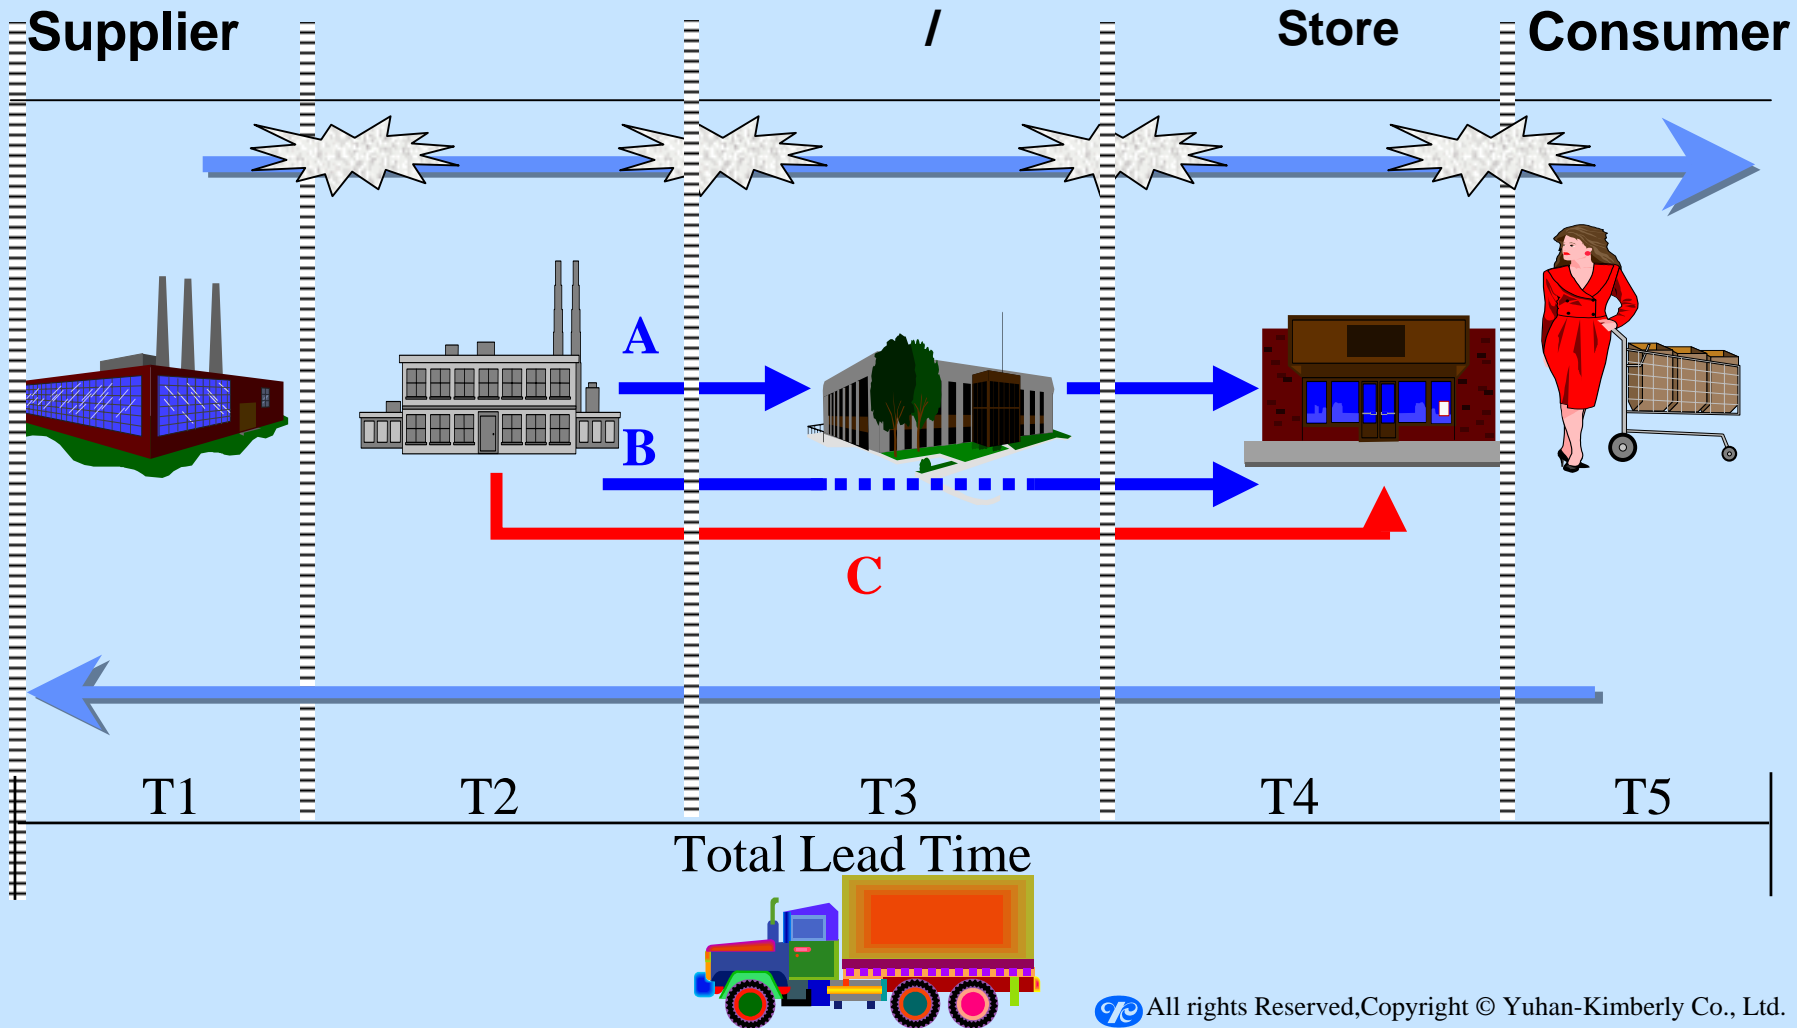 Supplier
/
Store
Consumer
A
B
C
T1 T2 T3 T4 T5
Total Lead Time
All rights Reserved,Copyright © Yuhan-Kimberly Co., Ltd.